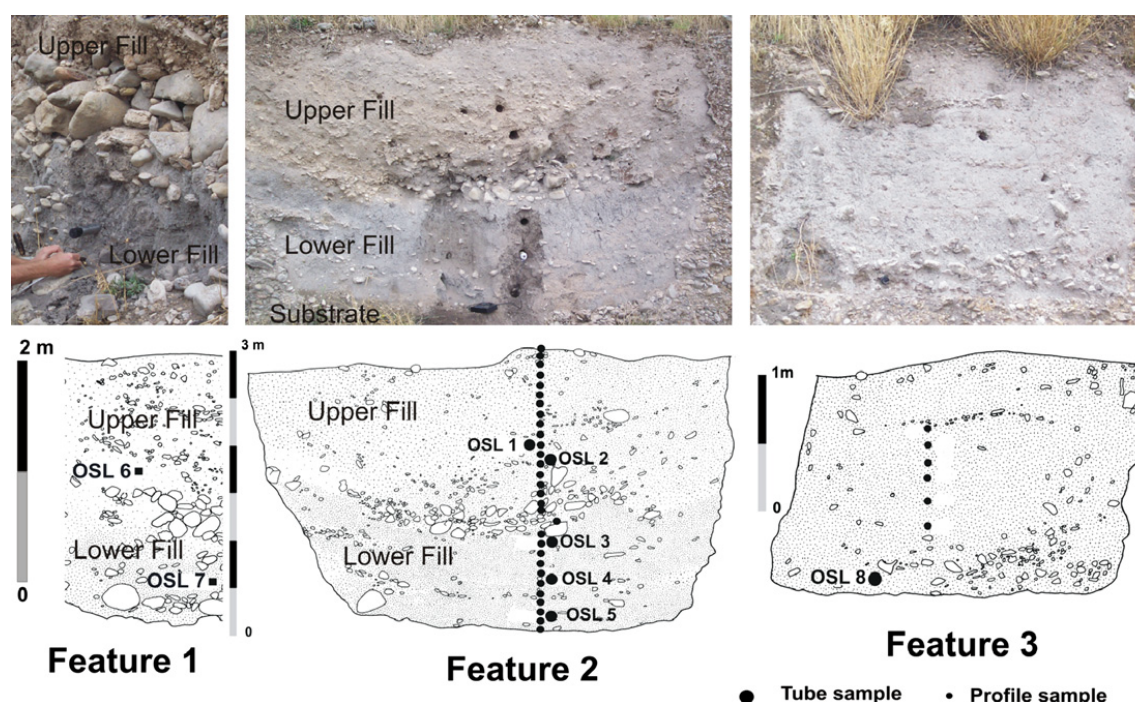 Upper Fill
Lower Fill
Upper Fill
Lower Fill
Substrate
2 m
0
Upper Fill
OSL 6
Lower Fill
OSL 7
Feature 1
3 m
0
Upper Fill
OSL 1
OSL 2
Lower Fill
OSL 3
OSL 4
OSL 5
Feature 2
1m
0
OSL 8
Feature 3
Tube sample
Profile sample